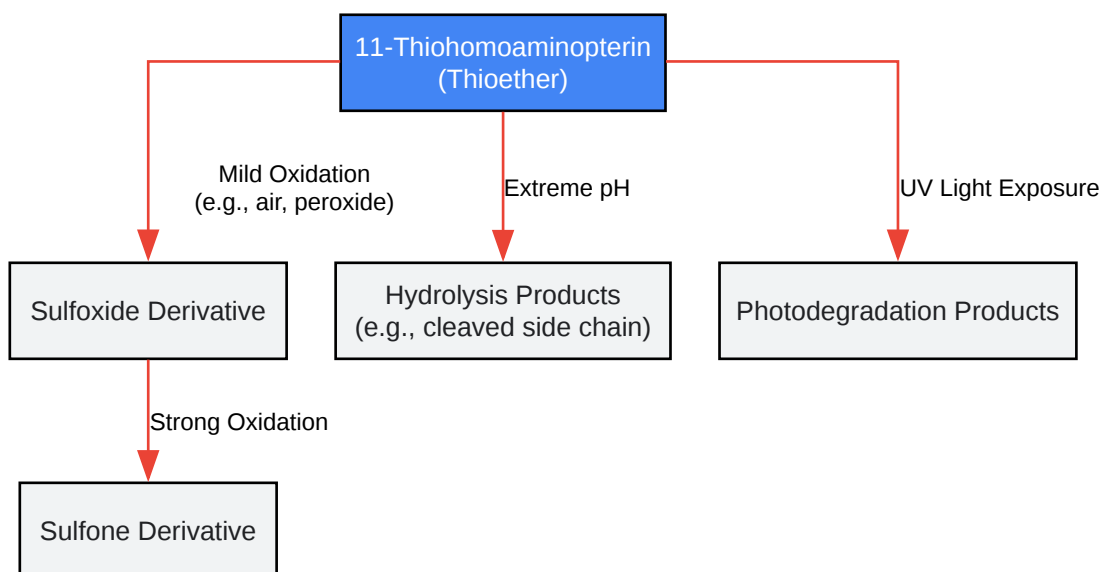 11-Thiohomoaminopterin
(Thioether)
Mild Oxidation
(e.g., air, peroxide)
Extreme pH
UV Light Exposure
Sulfoxide Derivative
Hydrolysis Products
(e.g., cleaved side chain)
Photodegradation Products
Strong Oxidation
Sulfone Derivative